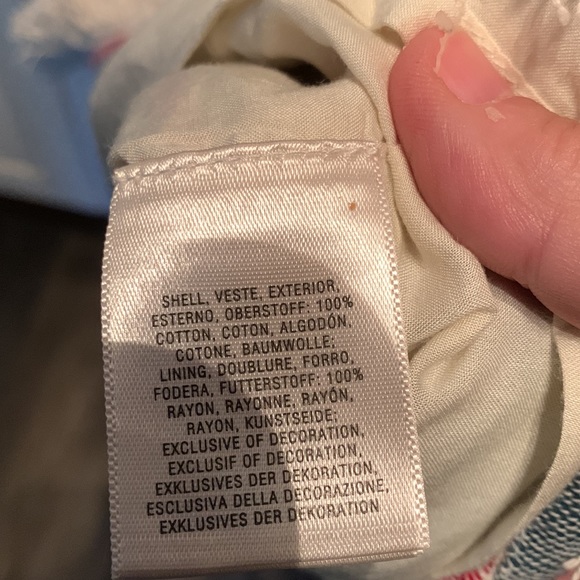 SHELL, VESTE, EXTERIOR,
ESTERNO, OBERSTOFF: 100%
COTTON, COTON, ALGODÓN,
COTONE, BAUMWOLLE;
LINING, DOUBLURE, FORRO,
FODERA, FUTTERSTOFF: 100%
RAYON, RAYONNE, RAYÓN,
RAYON, KUNSTSEIDE;
EXCLUSIVE OF DECORATION,
EXCLUSIF OF DECORATION,
EXKLUSIVES DER DEKORATION,
ESCLUSIVA DELLA DECORAZIONE,
EXKLUSIVES DER DEKORATION